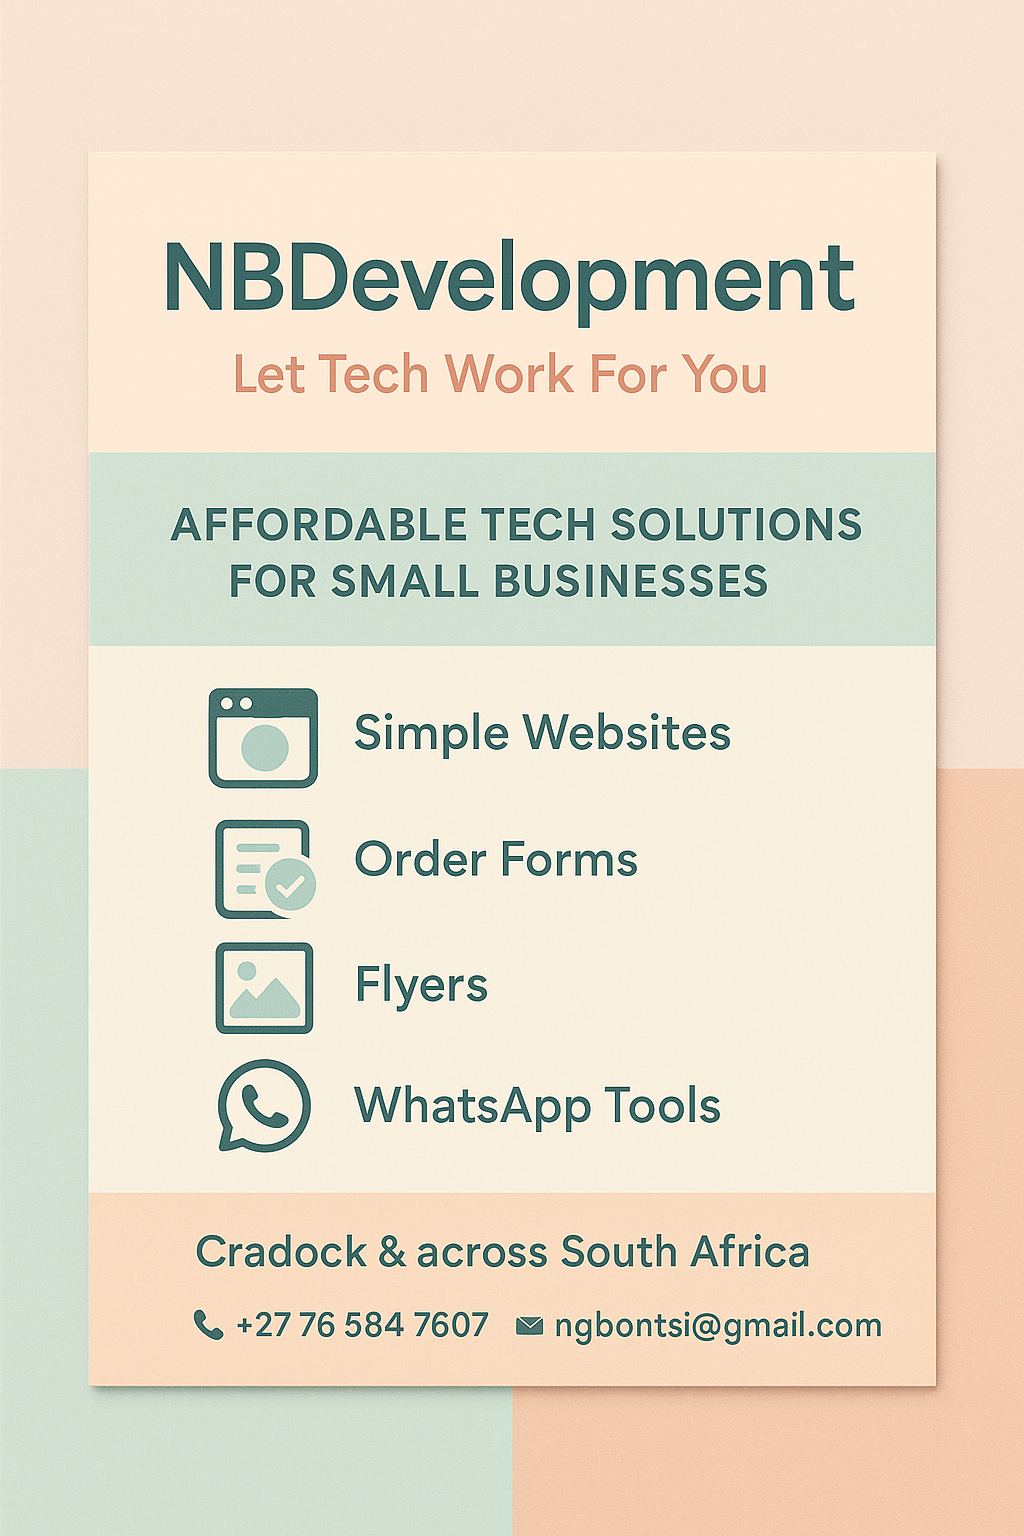 NBDevelopment
Let Tech Work For You
AFFORDABLE TECH SOLUTIONS
FOR SMALL BUSINESSES
Simple Websites
Order Forms
Flyers
WhatsApp Tools
Cradock & across South Africa
+27 76 584 7607 ngbontsi@gmail.com